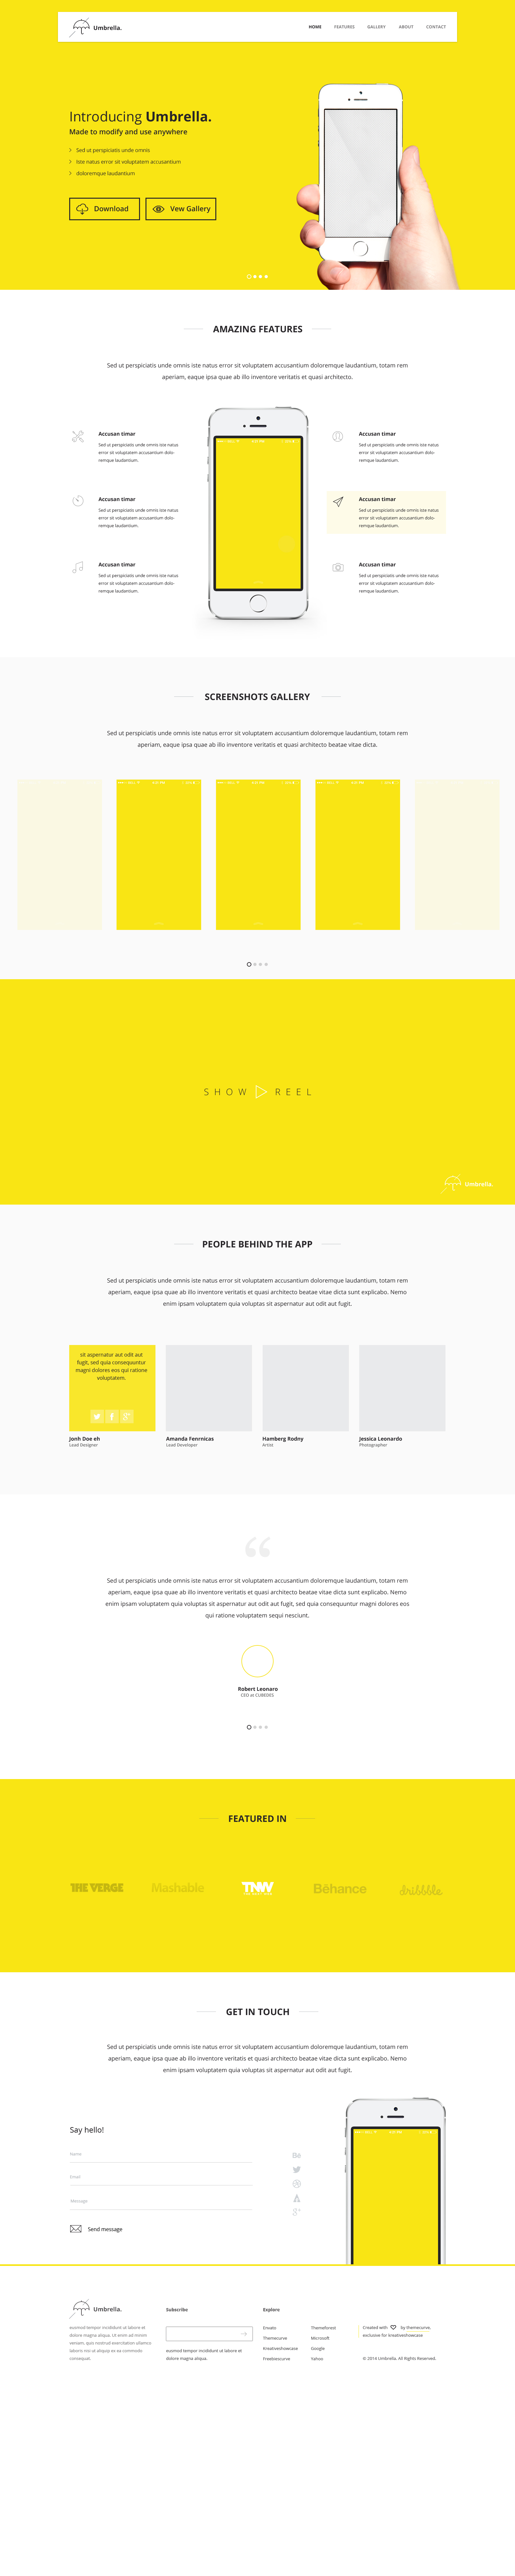 Umbrella.
HOME FEATURES GALLERY ABOUT CONTACT
Introducing Umbrella.
Made to modify and use anywhere
Sed ut perspiciatis unde omnis
Iste natus error sit voluptatem accusantium
doloremque laudantium
Download
Vew Gallery
AMAZING FEATURES
Sed ut perspiciatis unde omnis iste natus error sit voluptatem accusantium doloremque laudantium, totam rem
aperiam, eaque ipsa quae ab illo inventore veritatis et quasi architecto.
Accusan timar
Sed ut perspiciatis unde omnis iste natus
error sit voluptatem accusantium dolo-
remque laudantium.
Accusan timar
Sed ut perspiciatis unde omnis iste natus
error sit voluptatem accusantium dolo-
remque laudantium.
Accusan timar
Sed ut perspiciatis unde omnis iste natus
error sit voluptatem accusantium dolo-
remque laudantium.
Accusan timar
Sed ut perspiciatis unde omnis iste natus
error sit voluptatem accusantium dolo-
remque laudantium.
Accusan timar
Sed ut perspiciatis unde omnis iste natus
error sit voluptatem accusantium dolo-
remque laudantium.
Accusan timar
Sed ut perspiciatis unde omnis iste natus
error sit voluptatem accusantium dolo-
remque laudantium.
SCREENSHOTS GALLERY
Sed ut perspiciatis unde omnis iste natus error sit voluptatem accusantium doloremque laudantium, totam rem
aperiam, eaque ipsa quae ab illo inventore veritatis et quasi architecto beatae vitae dicta.
SHOW REEL
Umbrella.
PEOPLE BEHIND THE APP
Sed ut perspiciatis unde omnis iste natus error sit voluptatem accusantium doloremque laudantium, totam rem
aperiam, eaque ipsa quae ab illo inventore veritatis et quasi architecto beatae vitae dicta sunt explicabo. Nemo
enim ipsam voluptatem quia voluptas sit aspernatur aut odit aut fugit.
sit aspernatur aut odit aut
fugit, sed quia consequuntur
magni dolores eos qui ratione
voluptatem.
Jonh Doe eh
Lead Designer
Amanda Fenrnicas
Lead Developer
Hamberg Rodny
Artist
Jessica Leonardo
Photographer
Sed ut perspiciatis unde omnis iste natus error sit voluptatem accusantium doloremque laudantium, totam rem
aperiam, eaque ipsa quae ab illo inventore veritatis et quasi architecto beatae vitae dicta sunt explicabo. Nemo
enim ipsam voluptatem quia voluptas sit aspernatur aut odit aut fugit, sed quia consequuntur magni dolores eos
qui ratione voluptatem sequi nesciunt.
Robert Leonaro
CEO at CUBEDES
FEATURED IN
THE VERGE
Mashable
TNW
Bēhance
dribbble
GET IN TOUCH
Sed ut perspiciatis unde omnis iste natus error sit voluptatem accusantium doloremque laudantium, totam rem
aperiam, eaque ipsa quae ab illo inventore veritatis et quasi architecto beatae vitae dicta sunt explicabo. Nemo
enim ipsam voluptatem quia voluptas sit aspernatur aut odit aut fugit.
Say hello!
Name
Email
Message
Send message
Umbrella.
eusmod tempor incididunt ut labore et
dolore magna aliqua. Ut enim ad minim
veniam, quis nostrud exercitation ullamco
laboris nisi ut aliquip ex ea commodo
consequat.
Subscribe
eusmod tempor incididunt ut labore et
dolore magna aliqua.
Explore
Envato
Themecurve
Kreativeshowcase
Freebiescurve
Themeforest
Microsoft
Google
Yahoo
Created with by themecurve,
exclusive for kreativeshowcase
© 2014 Umbrella. All Rights Reserved.